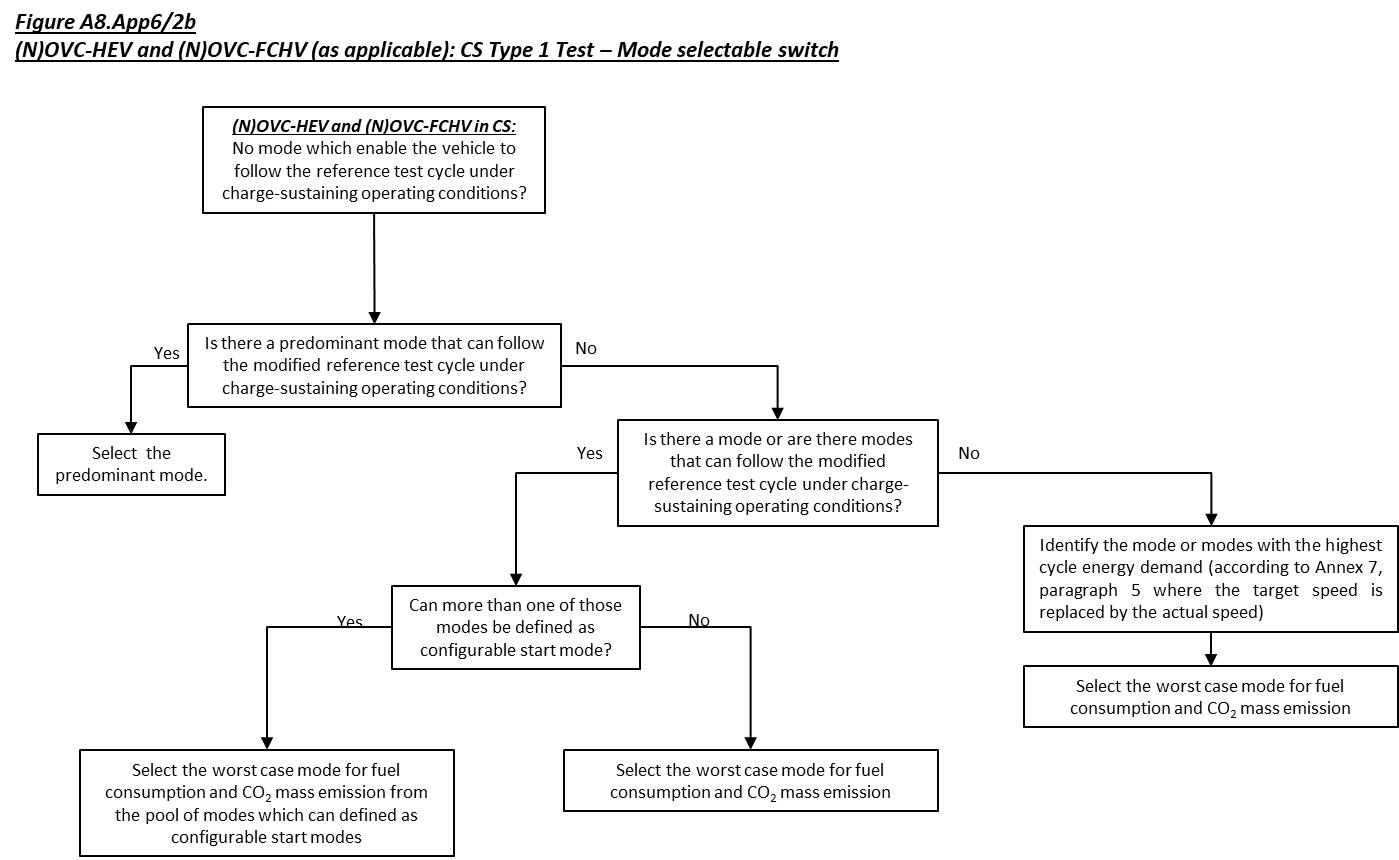 Figure A8.App6/2b
(N)OVC-HEV and (N)OVC-FCHV (as applicable): CS Type 1 Test – Mode selectable switch
(N)OVC-HEV and (N)OVC-FCHV in CS:
No mode which enable the vehicle to
follow the reference test cycle under
charge-sustaining operating conditions?
Is there a predominant mode that can follow
the modified reference test cycle under
charge-sustaining operating conditions?
Yes
No
Select the
predominant mode.
Is there a mode or are there modes
that can follow the modified
reference test cycle under charge-
sustaining operating conditions?
Yes
No
Identify the mode or modes with the highest
cycle energy demand (according to Annex 7,
paragraph 5 where the target speed is
replaced by the actual speed)
Can more than one of those
modes be defined as
configurable start mode?
Yes
No
Select the worst case mode for fuel
consumption and CO₂ mass emission
Select the worst case mode for fuel
consumption and CO₂ mass emission from
the pool of modes which can defined as
configurable start modes
Select the worst case mode for fuel
consumption and CO₂ mass emission